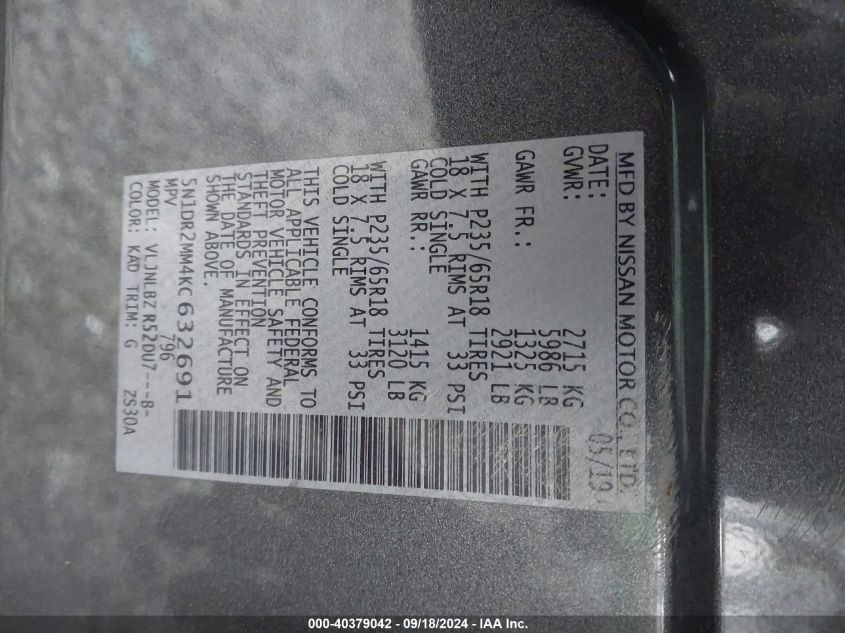 MFD BY NISSAN MOTOR CO., LTD.
DATE: 05/19
GVWR: 2715 KG
5986 LB
GAWR FR.: 1325 KG
2921 LB
WITH P235/65R18 TIRES
18 X 7.5 RIMS AT 33 PSI
COLD SINGLE
GAWR RR.: 1415 KG
3120 LB
WITH P235/65R18 TIRES
18 X 7.5 RIMS AT 33 PSI
COLD SINGLE
THIS VEHICLE CONFORMS TO
ALL APPLICABLE FEDERAL
MOTOR VEHICLE SAFETY AND
THEFT PREVENTION
STANDARDS IN EFFECT ON
THE DATE OF MANUFACTURE
SHOWN ABOVE.
5N1DR2MM4KC632691
MPV 796
MODEL: VLJNLBZ R52DU7---B-
COLOR: KAD TRIM: G ZS30A
000-40379042 - 09/18/2024 - IAA Inc.